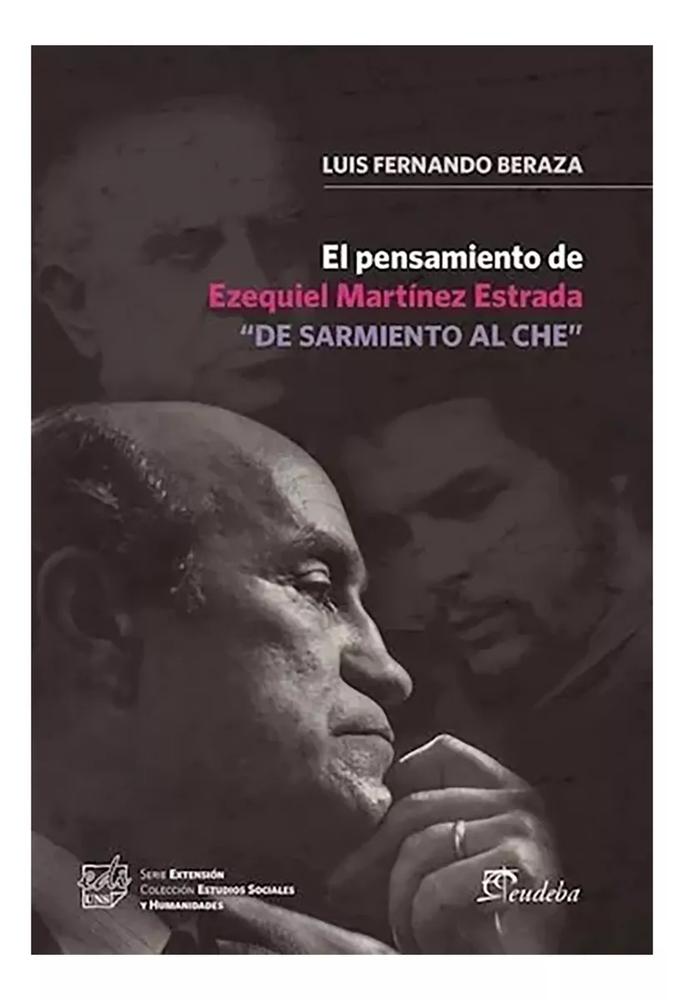 LUIS FERNANDO BERAZA
El pensamiento de
Ezequiel Martínez Estrada
“DE SARMIENTO AL CHE”
edi
UNS
SERIE EXTENSIÓN
COLECCIÓN ESTUDIOS SOCIALES
Y HUMANIDADES
eudeba